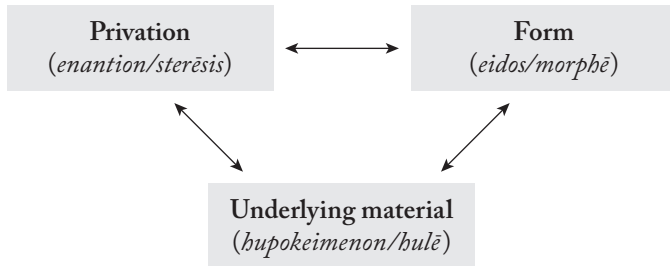 Privation
(enantion/sterēsis)
Form
(eidos/morphē)
Underlying material
(hupokeimenon/hulē)